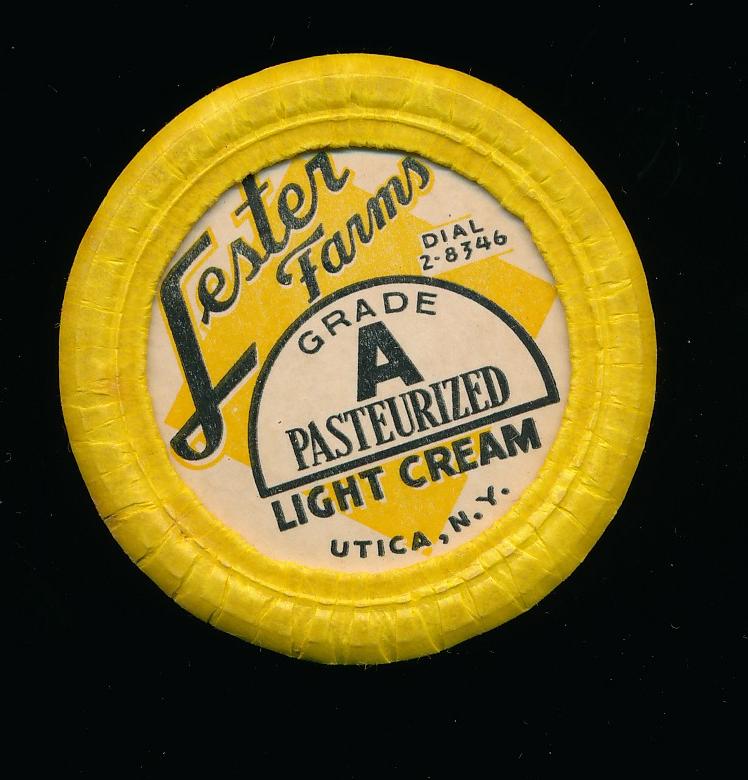 Lester
Farms
DIAL
2-8346
GRADE
A
PASTEURIZED
LIGHT CREAM
UTICA, N.Y.